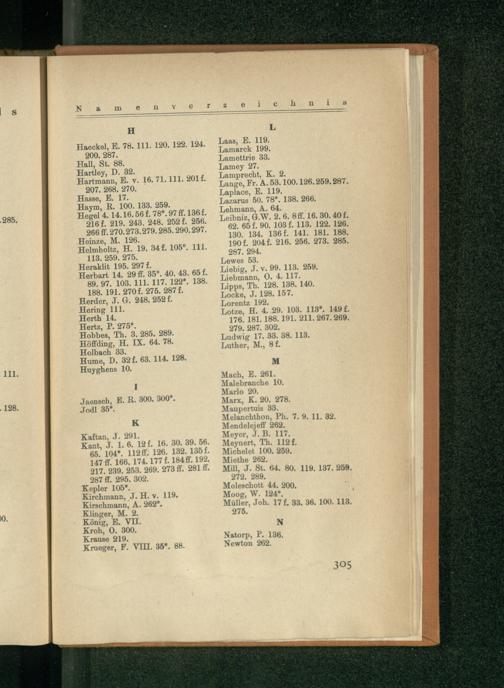 s
285.
111.
128.
0.
Namenverzeichnis
H
Haeckel, E. 78. 111. 120. 122. 124.
200. 287.
Hall, St. 88.
Hartley, D. 32.
Hartmann, E. v. 16. 71. 111. 201 f.
207. 268. 270.
Hasse, E. 17.
Haym, R. 100. 133. 259.
Hegel 4. 14. 16. 56 f. 78*. 97 ff. 136 f.
216 f. 219. 243. 248. 252 f. 256.
266 ff. 270. 273. 279. 285. 290. 297.
Heinze, M. 126.
Helmholtz, H. 19. 34 f. 105*. 111.
113. 259. 275.
Heraklit 195. 297 f.
Herbart 14. 29 ff. 35*. 40. 43. 65 f.
89. 97. 103. 111. 117. 122*. 138.
188. 191. 270 f. 275. 287 f.
Herder, J. G. 248. 252 f.
Hering 111.
Herth 14.
Hertz, P. 275*.
Hobbes, Th. 3. 285. 289.
Höffding, H. IX. 64. 78.
Holbach 33.
Hume, D. 32 f. 63. 114. 128.
Huyghens 10.
I
Jaensch, E. R. 300. 300*.
Jodl 35*.
K
Kaftan, J. 291.
Kant, J. 1. 6. 12 f. 16. 30. 39. 56.
65. 104*. 112 ff. 126. 132. 135 f.
147 ff. 166. 174. 177 f. 184 ff. 192.
217. 239. 253. 269. 273 ff. 281 ff.
287 ff. 295. 302.
Kepler 105*.
Kirchmann, J. H. v. 119.
Kirschmann, A. 262*.
Klinger, M. 2.
König, E. VII.
Kroh, O. 300.
Krause 219.
Krueger, F. VIII. 35*. 88.
L
Laas, E. 119.
Lamarck 199.
Lamettrie 33.
Lamey 27.
Lamprecht, K. 2.
Lange, Fr. A. 53. 100. 126. 259. 287.
Laplace, E. 119.
Lazarus 50. 78*. 138. 266.
Lehmann, A. 64.
Leibniz, G.W. 2. 6. 8 ff. 16. 30. 40 f.
62. 65 f. 90. 103 f. 113. 122. 126.
130. 134. 136 f. 141. 181. 188.
190 f. 204 f. 216. 256. 273. 285.
287. 294.
Lewes 53.
Liebig, J. v. 99. 113. 259.
Liebmann, O. 4. 117.
Lipps, Th. 128. 138. 140.
Locke, J. 128. 157.
Lorentz 192.
Lotze, H. 4. 29. 103. 113*. 149 f.
176. 181. 188. 191. 211. 267. 269.
279. 287. 302.
Ludwig 17. 33. 38. 113.
Luther, M., 8 f.
M
Mach, E. 261.
Malebranche 10.
Marlo 20.
Marx, K. 20. 278.
Maupertuis 33.
Melanchthon, Ph. 7. 9. 11. 32.
Mendelejeff 262.
Meyer, J. B. 117.
Meynert, Th. 112 f.
Michelet 100. 259.
Miethe 262.
Mill, J. St. 64. 80. 119. 137. 259.
272. 289.
Moleschott 44. 200.
Moog, W. 124*.
Müller, Joh. 17 f. 33. 36. 100. 113.
275.
N
Natorp, P. 136.
Newton 262.
305